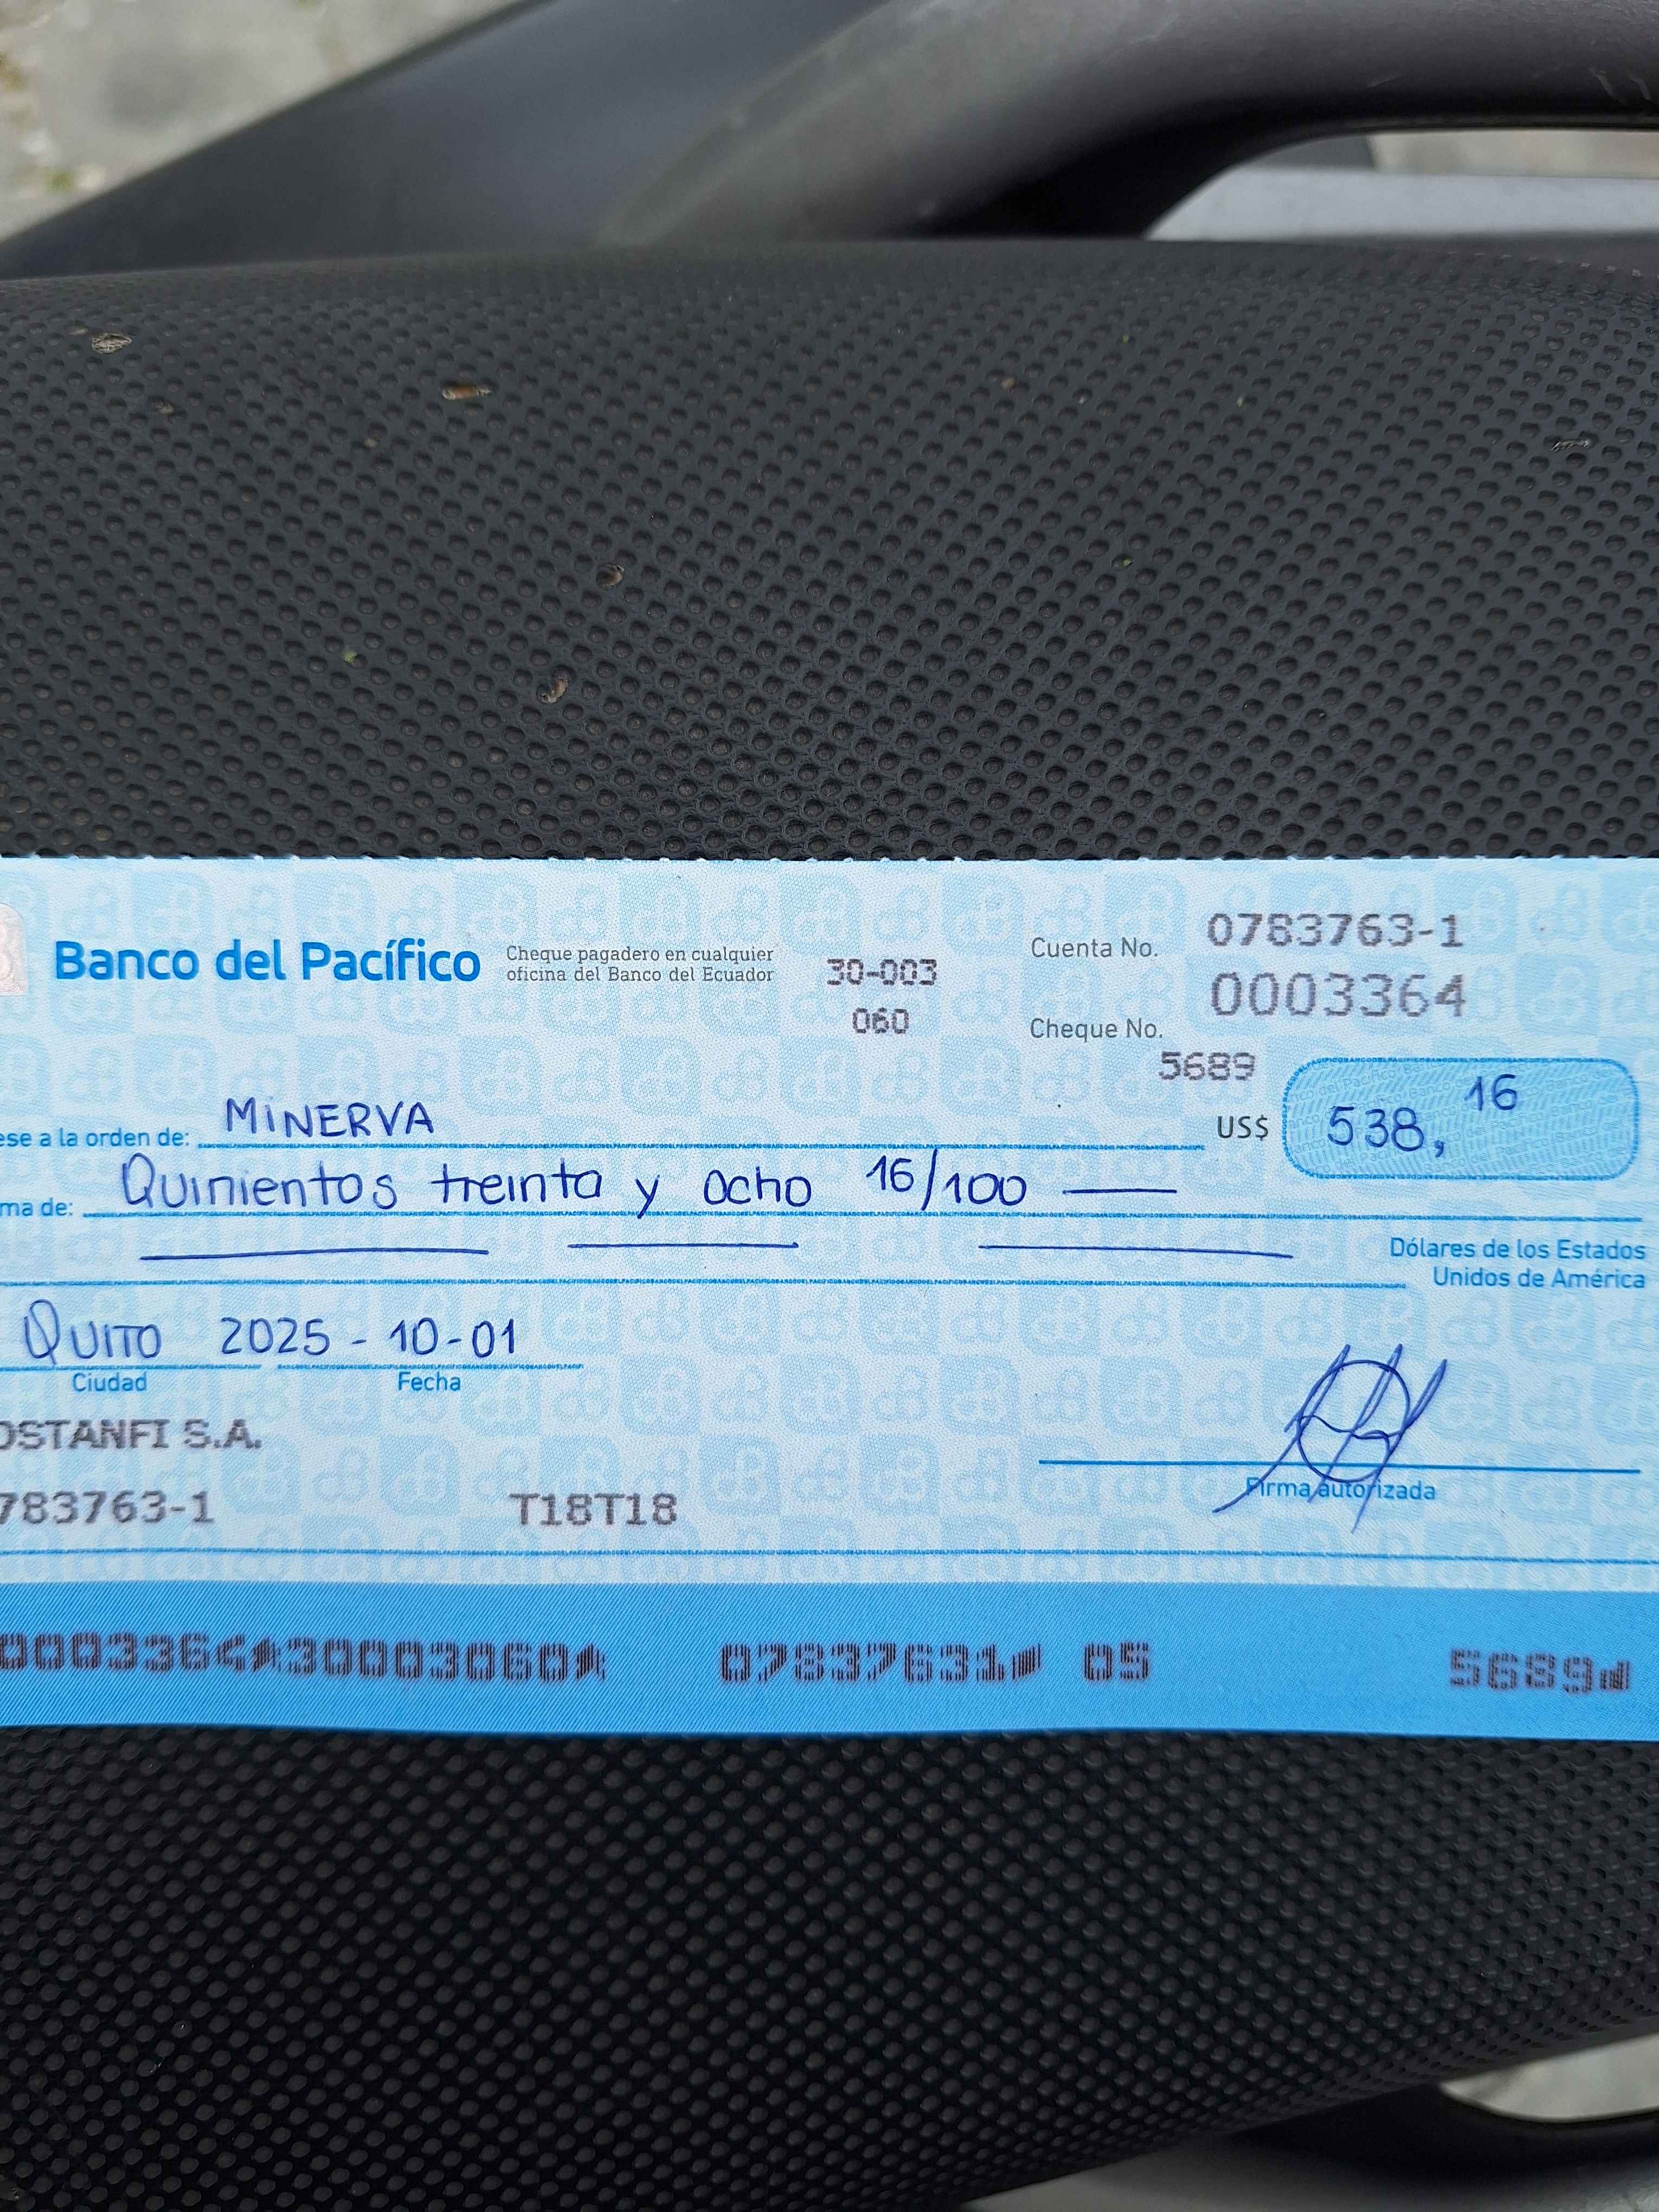 Banco del Pacífico
Cheque pagadero en cualquier
oficina del Banco del Ecuador
30-003
060
Cuenta No. 0783763-1
0003364
Cheque No.
5689
ese a la orden de: MINERVA
US$ 538,16
ma de: Quinientos treinta y ocho 16/100
Dólares de los Estados
Unidos de América
QUITO 2025-10-01
Ciudad Fecha
OSTANFI S.A.
Firma autorizada
783763-1 T18T18
0003364 30003060 07837631 05 5689